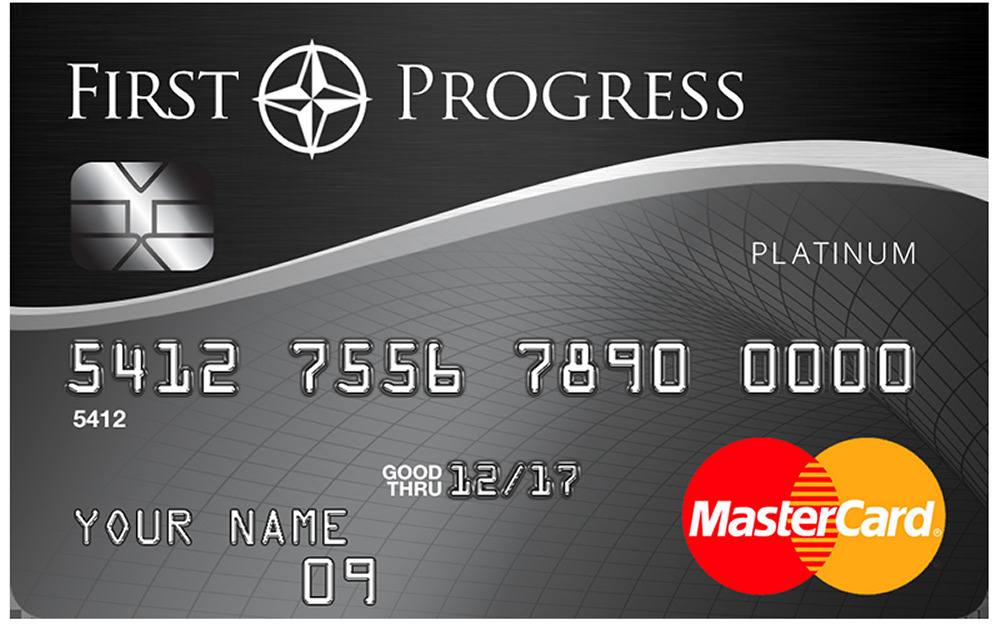 FIRST PROGRESS
PLATINUM
5412 7556 7890 0000
5412
GOOD THRU 12/17
YOUR NAME
09
MasterCard